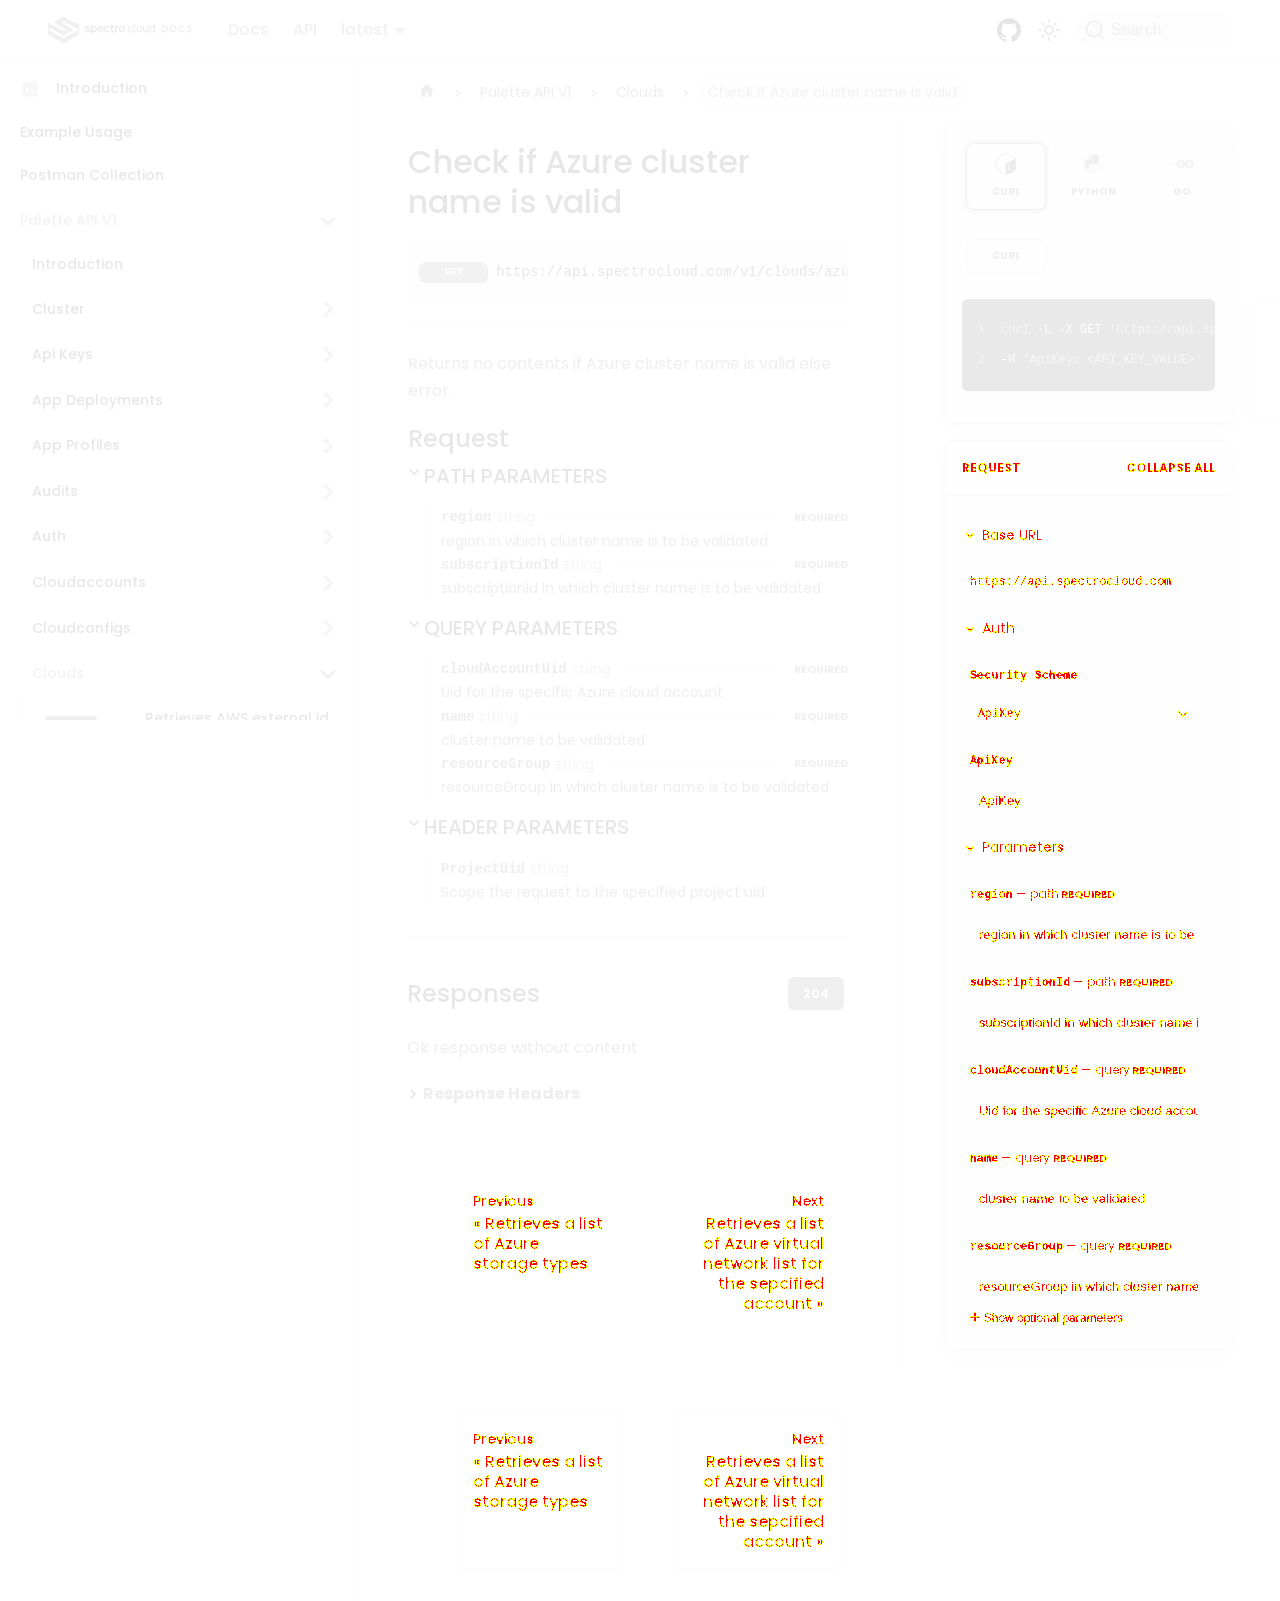 spectro cloud DOCS Docs API latest Search
Introduction
Example Usage
Postman Collection
Palette API V1
Introduction
Cluster
Api Keys
App Deployments
App Profiles
Audits
Auth
Cloudaccounts
Cloudconfigs
Clouds
Retrieves AWS external id
Palette API V1 Clouds Check if Azure cluster name is valid
Check if Azure cluster
name is valid
GET https://api.spectrocloud.com/v1/clouds/azu
Returns no contents if Azure cluster name is valid else
error.
Request
PATH PARAMETERS
region string REQUIRED
region in which cluster name is to be validated
subscriptionId string REQUIRED
subscriptionId in which cluster name is to be validated
QUERY PARAMETERS
cloudAccountUid string REQUIRED
Uid for the specific Azure cloud account
name string REQUIRED
cluster name to be validated
resourceGroup string REQUIRED
resourceGroup in which cluster name is to be validated
HEADER PARAMETERS
ProjectUid string
Scope the request to the specified project uid
Responses 204
Ok response without content
Response Headers
Previous
« Retrieves a list
of Azure
storage types
Next
Retrieves a list
of Azure virtual
network list for
the sepcified
account »
Previous
« Retrieves a list
of Azure
storage types
Next
Retrieves a list
of Azure virtual
network list for
the sepcified
account »
CURL PYTHON GO
CURL
1 curl -L -X GET 'https://api.sp
2 -H 'ApiKey: <API_KEY_VALUE>'
REQUEST COLLAPSE ALL
Base URL
https://api.spectrocloud.com
Auth
Security Scheme
ApiKey
ApiKey
ApiKey
Parameters
region — path REQUIRED
region in which cluster name is to be
subscriptionId — path REQUIRED
subscriptionId in which cluster name i
cloudAccountUid — query REQUIRED
Uid for the specific Azure cloud accou
name — query REQUIRED
cluster name to be validated
resourceGroup — query REQUIRED
resourceGroup in which cluster name
Show optional parameters